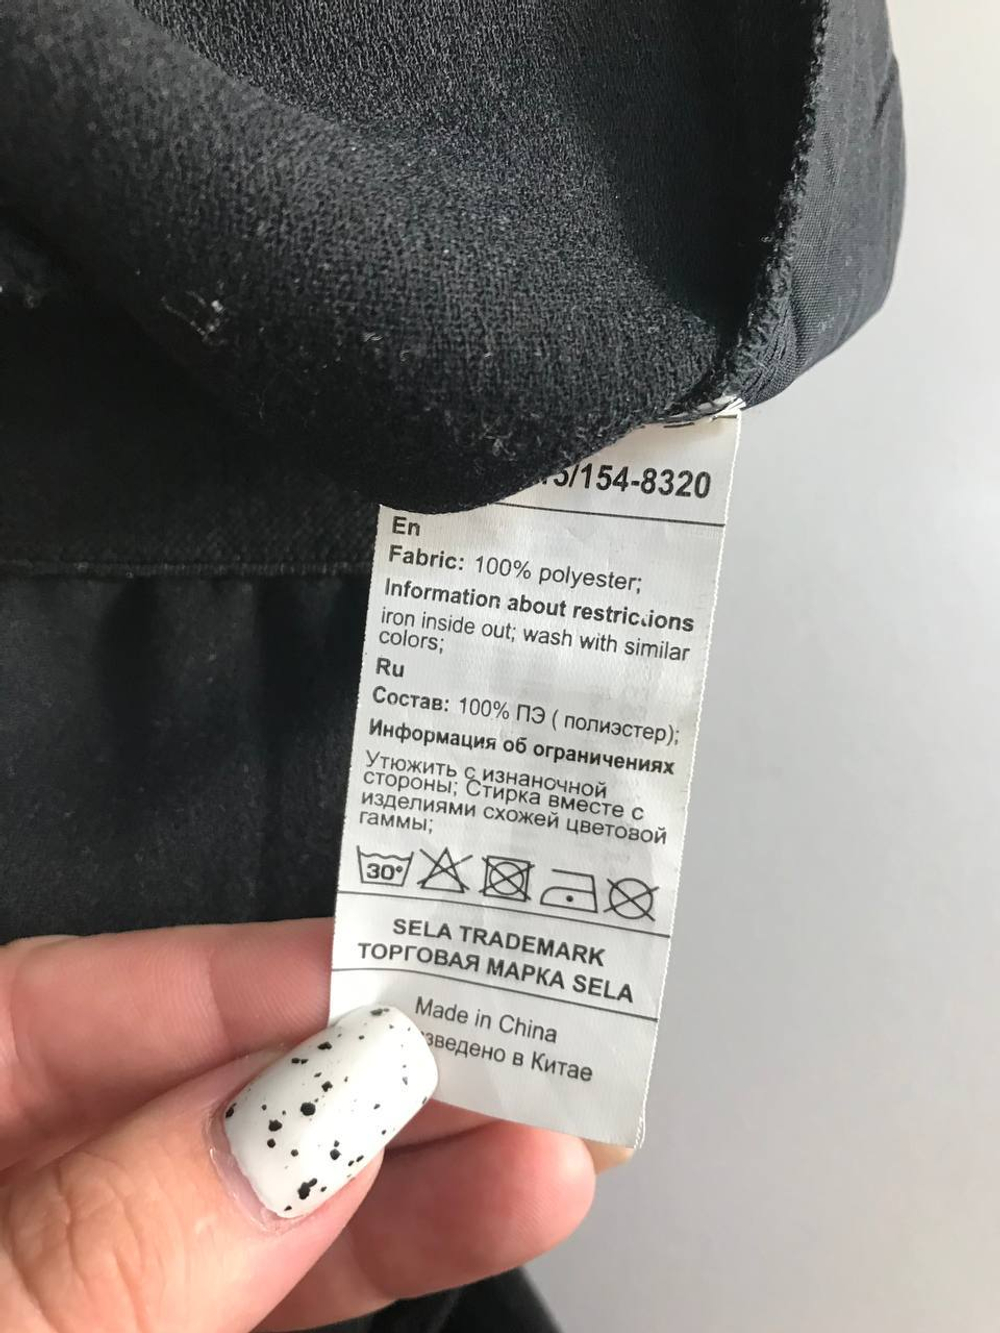 5/154-8320
En
Fabric: 100% polyester;
Information about restrictions
iron inside out; wash with similar
colors;
Ru
Состав: 100% ПЭ ( полиэстер);
Информация об ограничениях
Утюжить с изнаночной
стороны; Стирка вместе с
изделиями схожей цветовой
гаммы;
30°
SELA TRADEMARK
ТОРГОВАЯ МАРКА SELA
Made in China
зведено в Китае